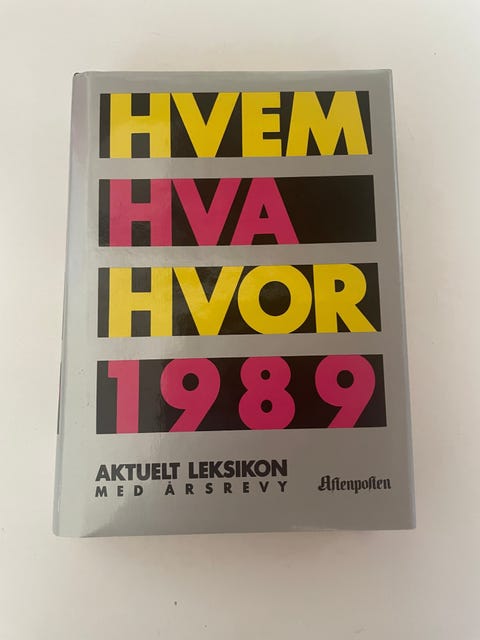 HVEM
HVA
HVOR
1989
AKTUELT LEKSIKON
MED ÅRSREVY
Aftenposten